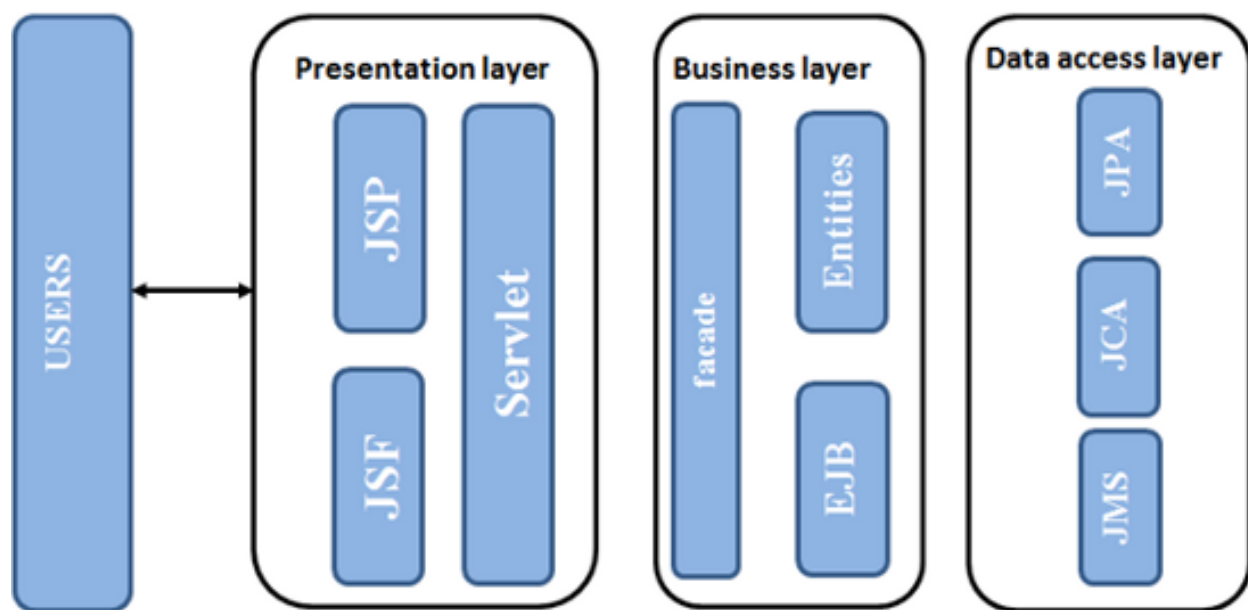 USERS
Presentation layer
JSP
JSF
Servlet
Business layer
facade
Entities
EJB
Data access layer
JPA
JCA
JMS